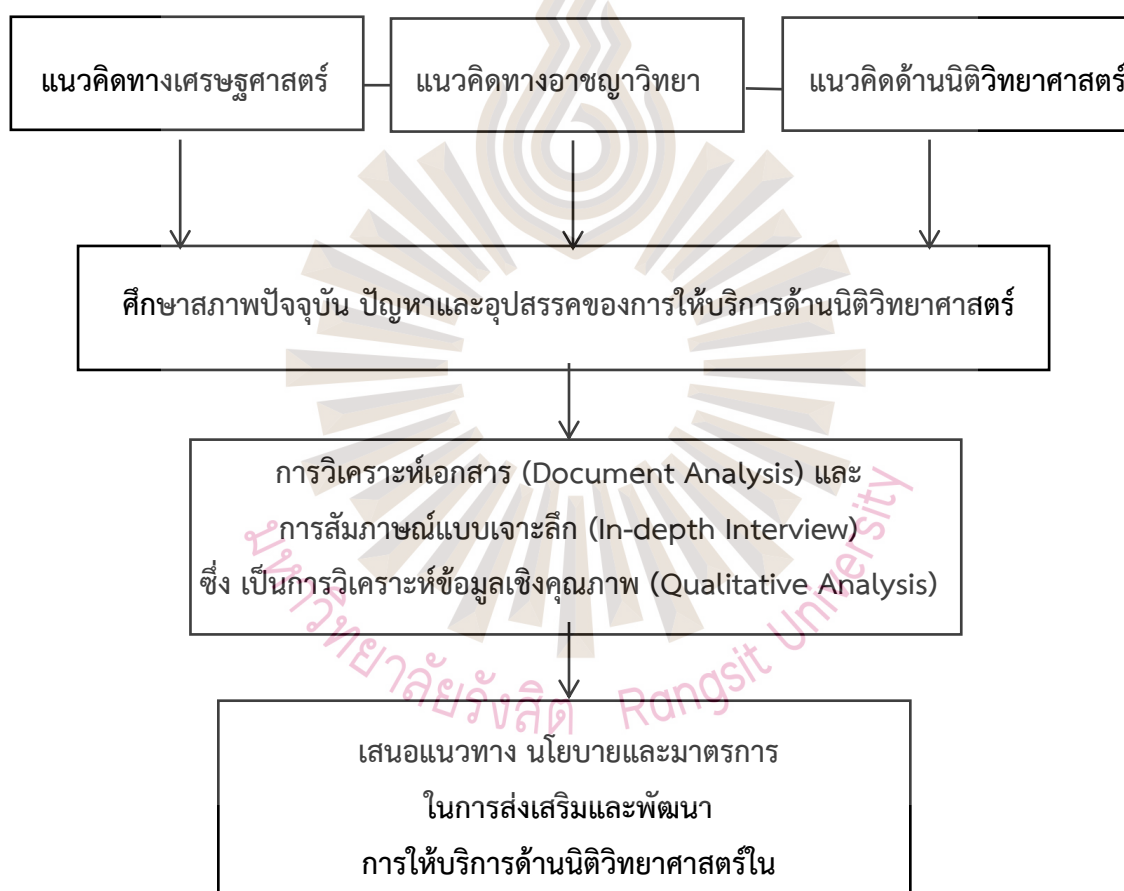 แนวคิดทางเศรษฐศาสตร์
แนวคิดทางอาชญาวิทยา
แนวคิดด้านนิติวิทยาศาสตร์
ศึกษาสภาพปัจจุบัน ปัญหาและอุปสรรคของการให้บริการด้านนิติวิทยาศาสตร์
การวิเคราะห์เอกสาร (Document Analysis) และ
การสัมภาษณ์แบบเจาะลึก (In-depth Interview)
ซึ่ง เป็นการวิเคราะห์ข้อมูลเชิงคุณภาพ (Qualitative Analysis)
มหาวิทยาลัยรังสิต Rangsit University
เสนอแนวทาง นโยบายและมาตรการ
ในการส่งเสริมและพัฒนา
การให้บริการด้านนิติวิทยาศาสตร์ใน